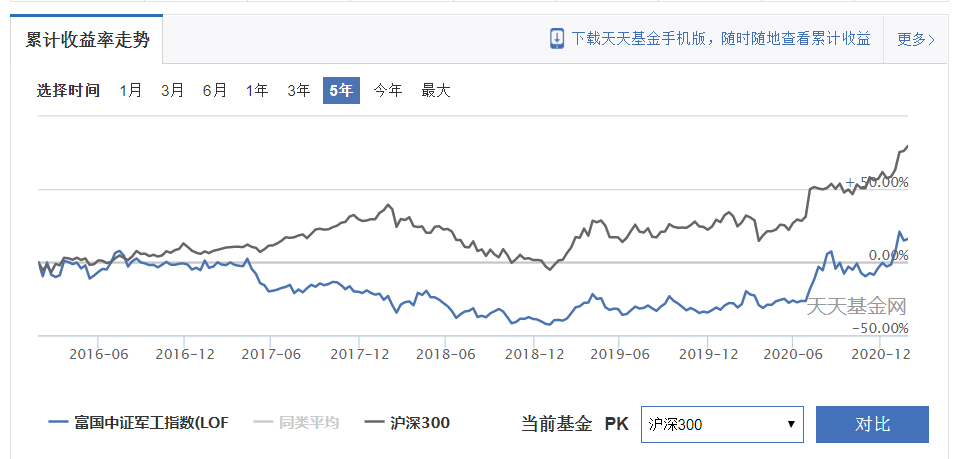 累计收益率走势
下载天天基金手机版，随时随地查看累计收益
更多>
选择时间 1月 3月 6月 1年 3年 5年 今年 最大
+50.00%
0.00%
天天基金网
-50.00%
2016-06 2016-12 2017-06 2017-12 2018-06 2018-12 2019-06 2019-12 2020-06 2020-12
富国中证军工指数(LOF 同类平均 沪深300
当前基金 PK 沪深300 ▼ 对比